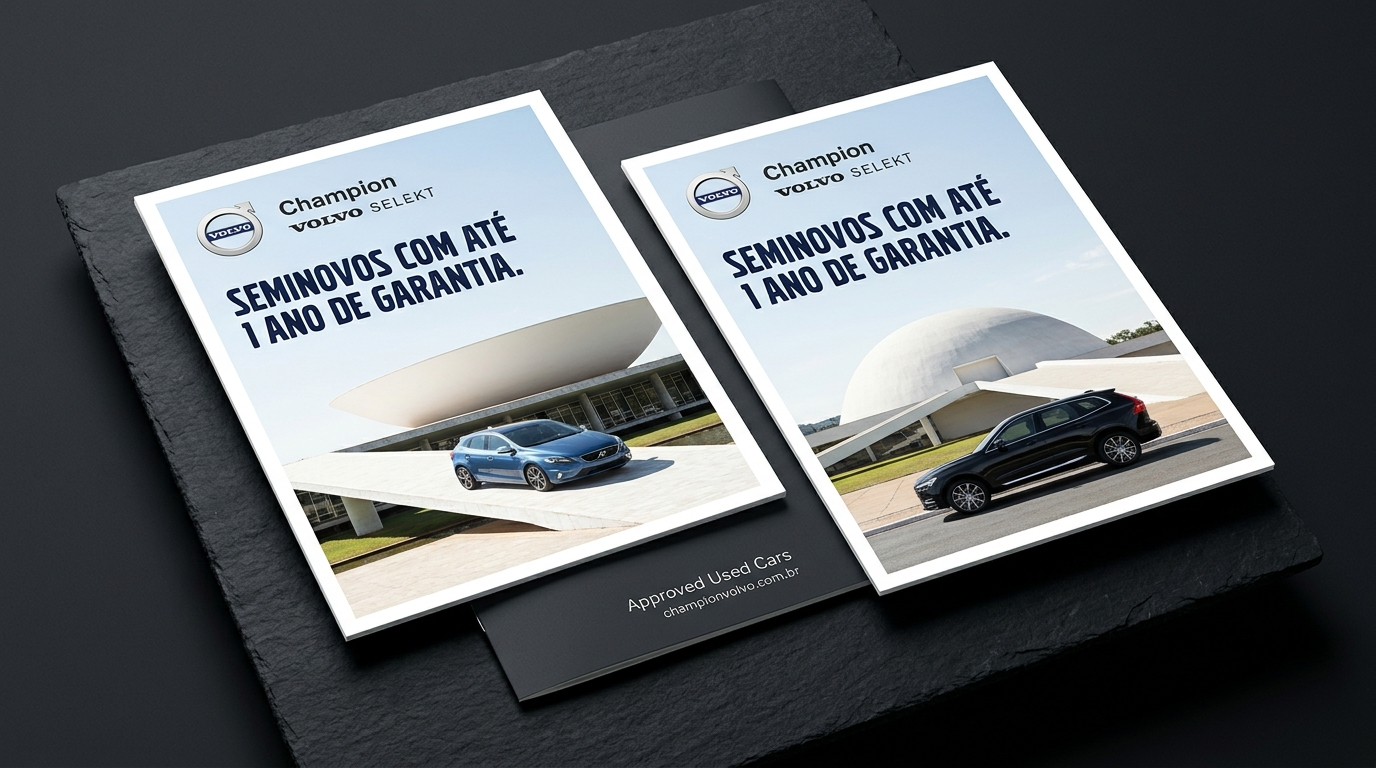 VOLVO
Champion
VOLVO SELEKT
SEMINOVOS COM ATÉ
1 ANO DE GARANTIA.
VOLVO
Champion
VOLVO SELEKT
SEMINOVOS COM ATÉ
1 ANO DE GARANTIA.
Approved Used Cars
championvolvo.com.br